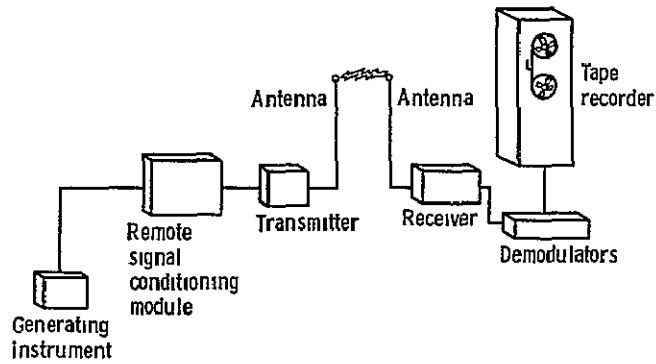 Antenna
Antenna
Tape
recorder
Transmitter
Receiver
Remote
signal
conditioning
module
Demodulators
Generating
instrument